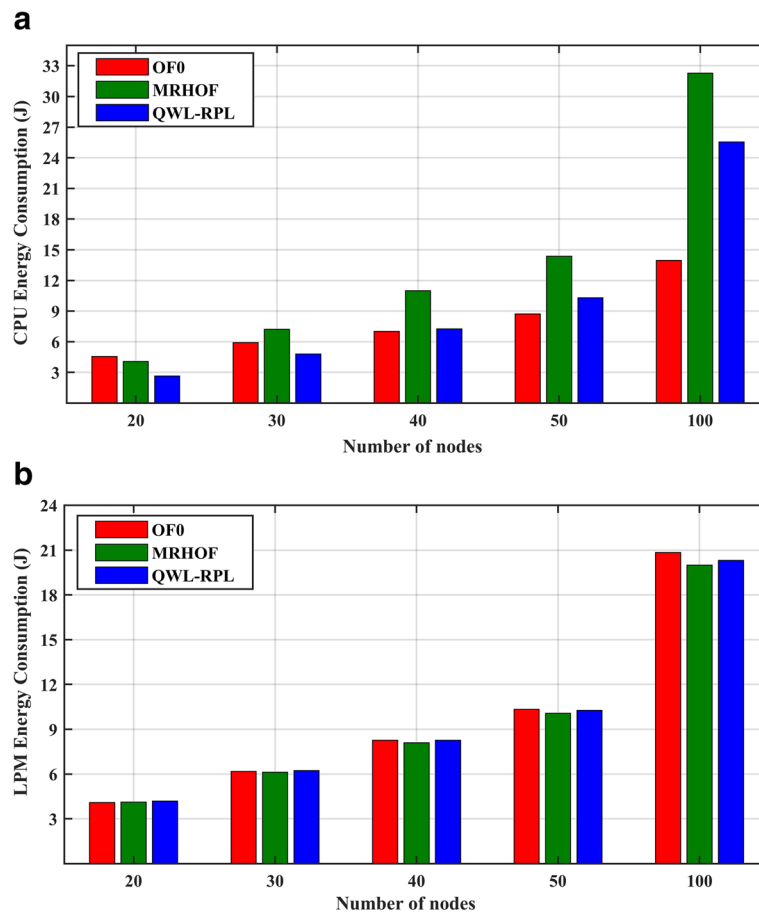 a
CPU Energy Consumption (J)
33
30
27
24
21
18
15
12
9
6
3
OF0
MRHOF
QWL-RPL
20 30 40 50 100
Number of nodes
b
LPM Energy Consumption (J)
24
21
18
15
12
9
6
3
OF0
MRHOF
QWL-RPL
20 30 40 50 100
Number of nodes